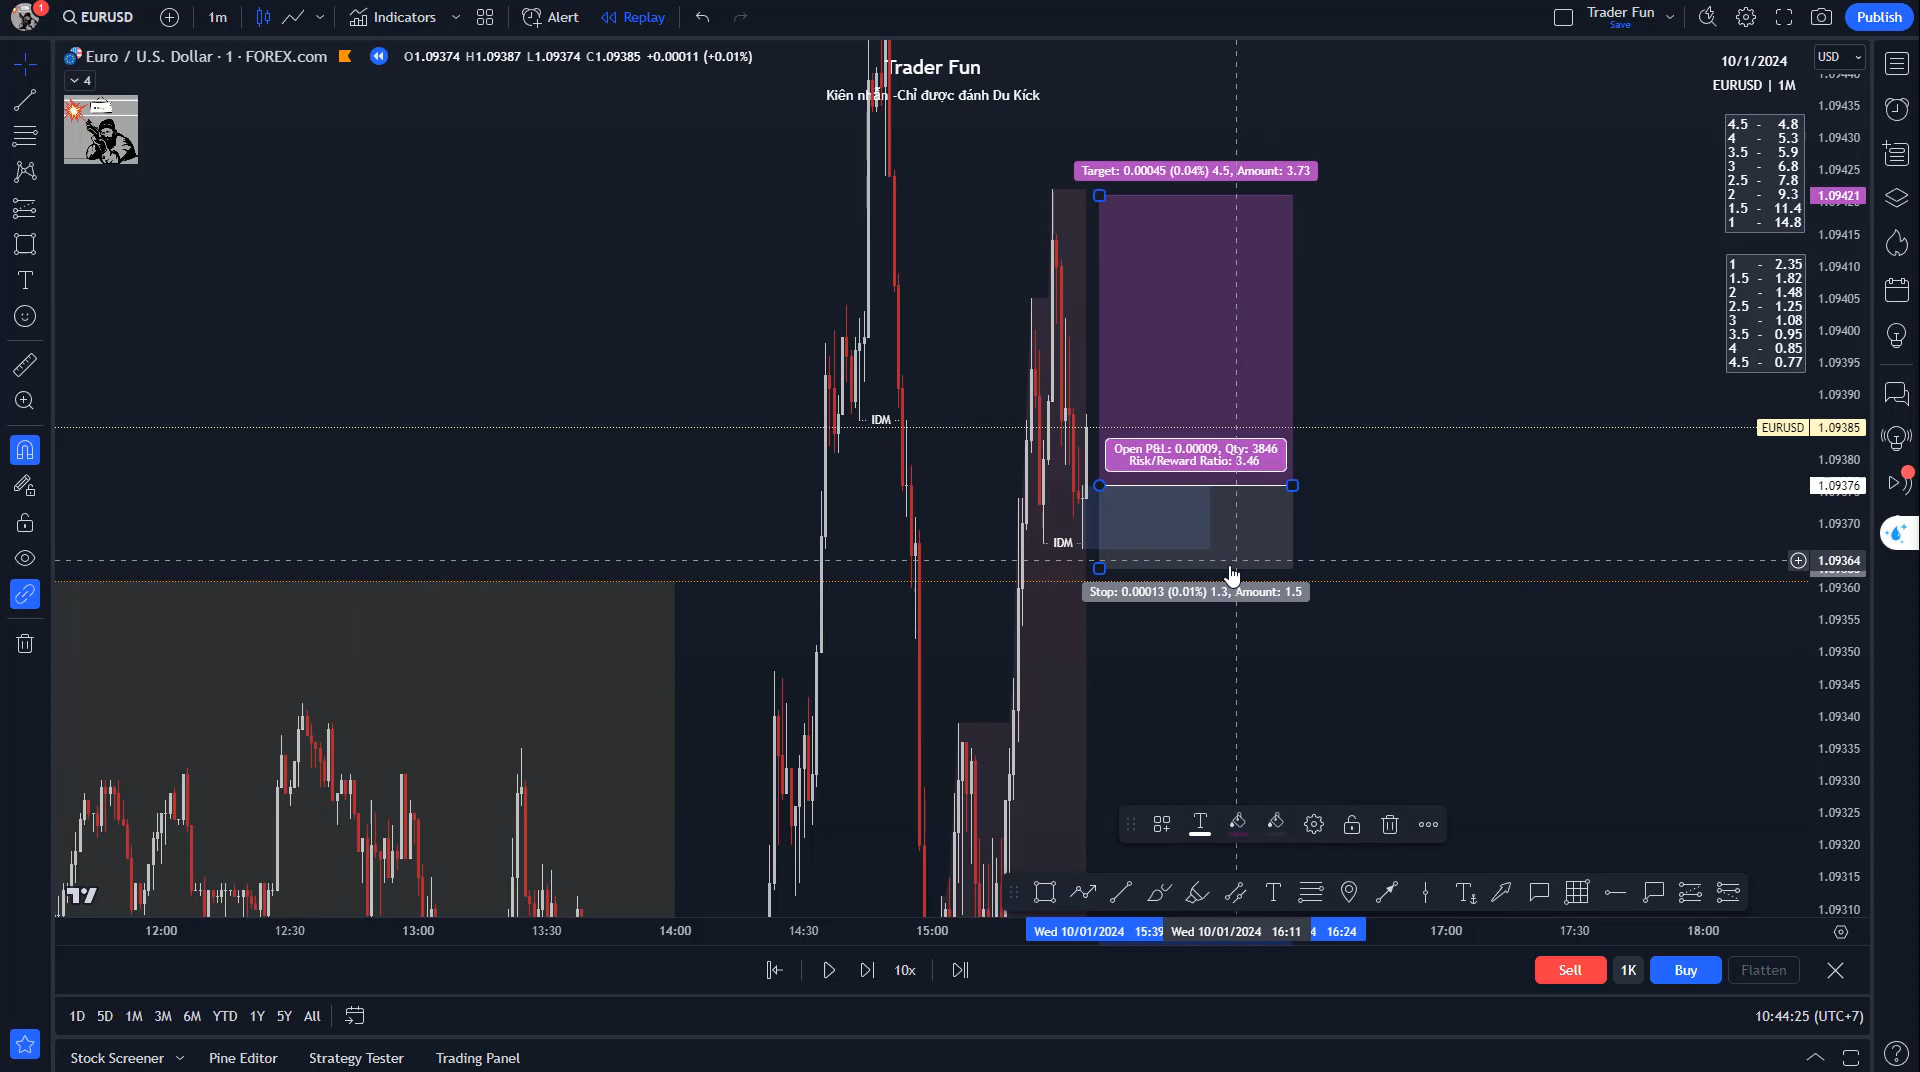 1
EURUSD
1m
Indicators
Alert
Replay
Trader Fun
Save
Publish
Euro / U.S. Dollar · 1 · FOREX.com
O1.09374 H1.09387 L1.09374 C1.09385 +0.00011 (+0.01%)
4
Trader Fun
Kiên nhẫn -Chỉ được đánh Du Kích
10/1/2024
EURUSD | 1M
USD
4.5 - 4.8
4 - 5.3
3.5 - 5.9
3 - 6.8
2.5 - 7.8
2 - 9.3
1.5 - 11.4
1 - 14.8
1 - 2.35
1.5 - 1.82
2 - 1.48
2.5 - 1.25
3 - 1.08
3.5 - 0.95
4 - 0.85
4.5 - 0.77
Target: 0.00045 (0.04%) 4.5, Amount: 3.73
Open P&L: 0.00009, Qty: 3846
Risk/Reward Ratio: 3.46
Stop: 0.00013 (0.01%) 1.3, Amount: 1.5
IDM
IDM
1.09435
1.09430
1.09425
1.09421
1.09415
1.09410
1.09405
1.09400
1.09395
1.09390
EURUSD 1.09385
1.09380
1.09376
1.09370
1.09364
1.09360
1.09355
1.09350
1.09345
1.09340
1.09335
1.09330
1.09325
1.09320
1.09315
1.09310
12:00
12:30
13:00
13:30
14:00
14:30
15:00
Wed 10/01/2024 15:39
Wed 10/01/2024 16:11
4 16:24
17:00
17:30
18:00
10x
Sell
1K
Buy
Flatten
1D 5D 1M 3M 6M YTD 1Y 5Y All
10:44:25 (UTC+7)
Stock Screener
Pine Editor
Strategy Tester
Trading Panel